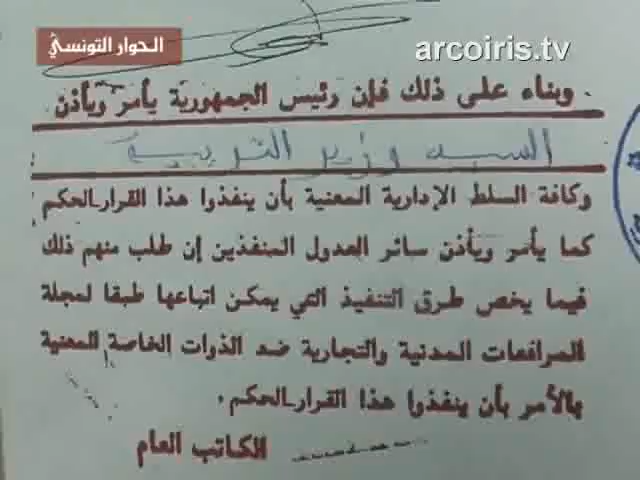 الحوار التونسي
arcoiris.tv
وبناء على ذلك فإن رئيس الجمهورية يأمر ويأذن
السيد وزير التربية
وكافة السلط الإدارية المعنية بأن ينفذوا هذا القرار الحكم
كما يأمر ويأذن سائر العدول المنفذين إن طلب منهم ذلك
فيما يخص طرق التنفيذ التي يمكن اتباعها طبقا لمجلة
المرافعات المدنية والتجارية ضد الذوات الخاصة المعنية
بالأمر بأن ينفذوا هذا القرار الحكم .
الكاتب العام